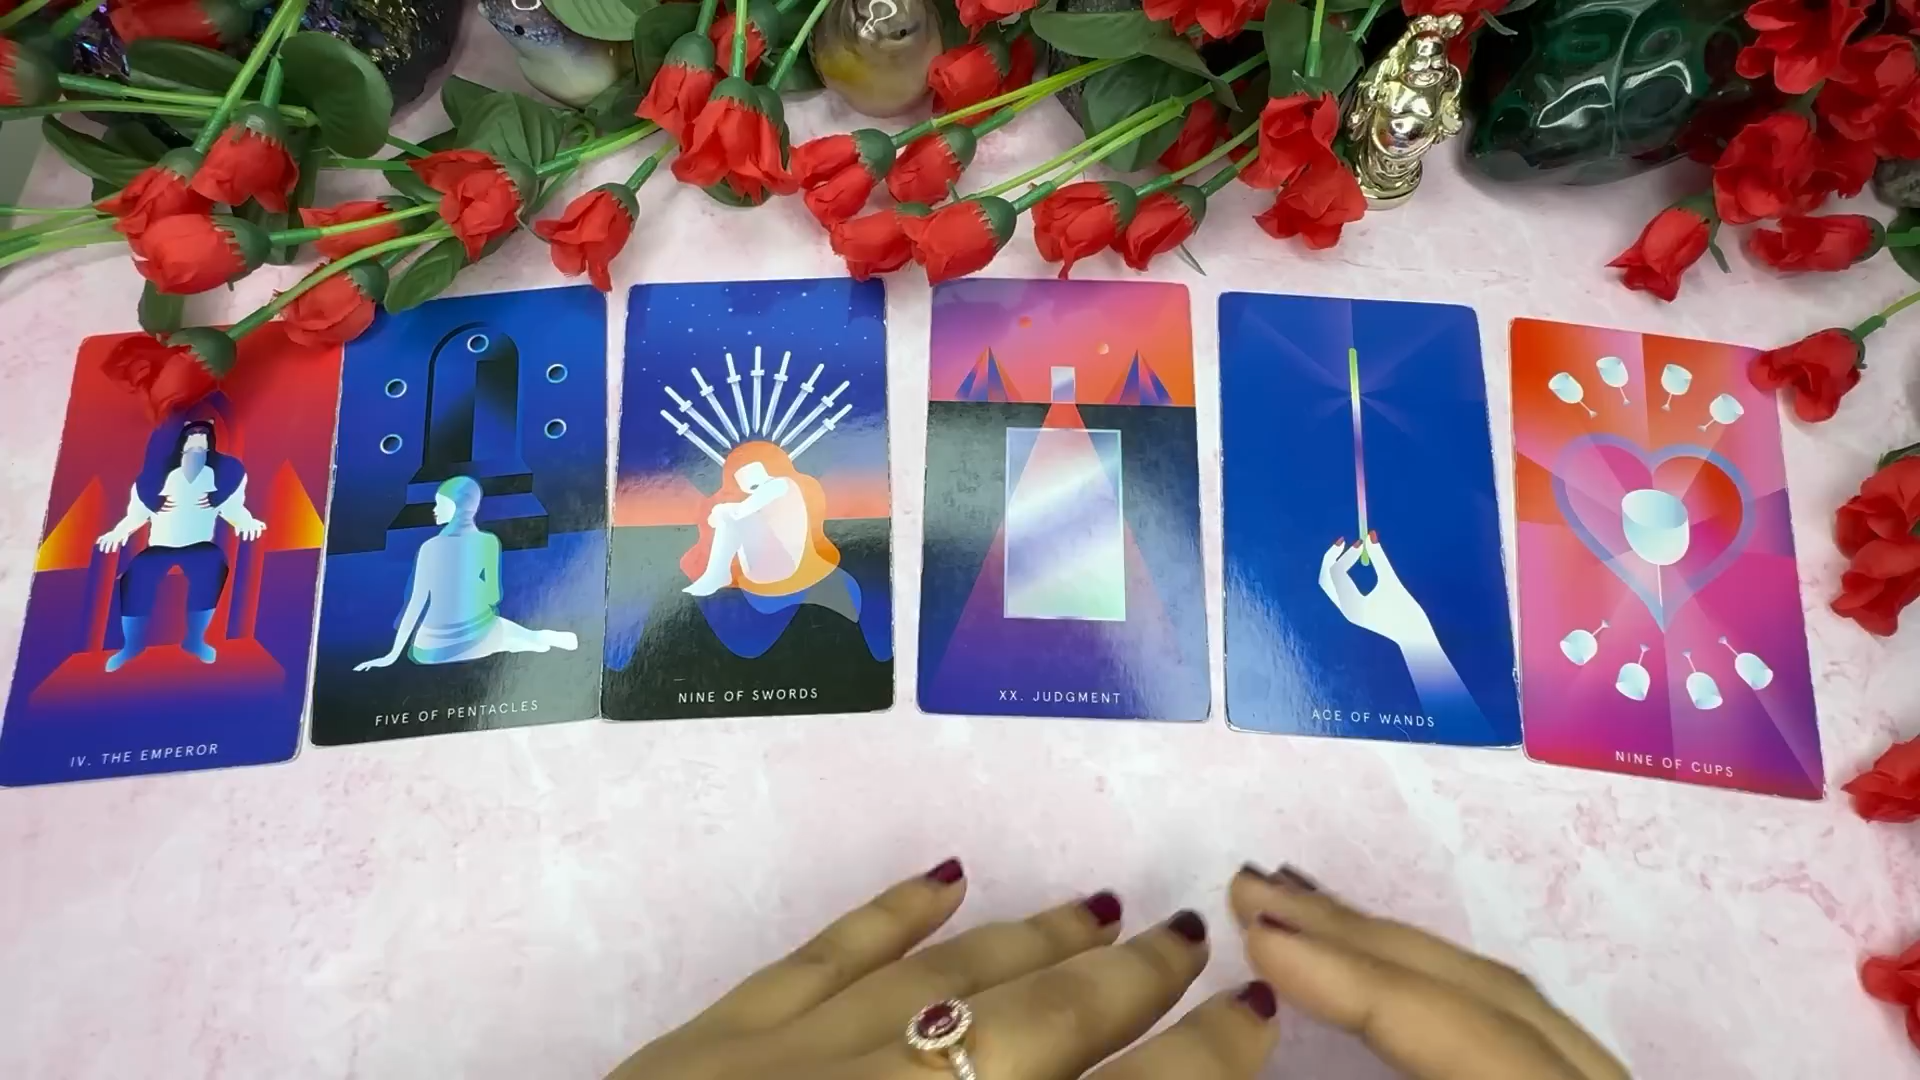 IV. THE EMPEROR
FIVE OF PENTACLES
NINE OF SWORDS
XX. JUDGMENT
ACE OF WANDS
NINE OF CUPS